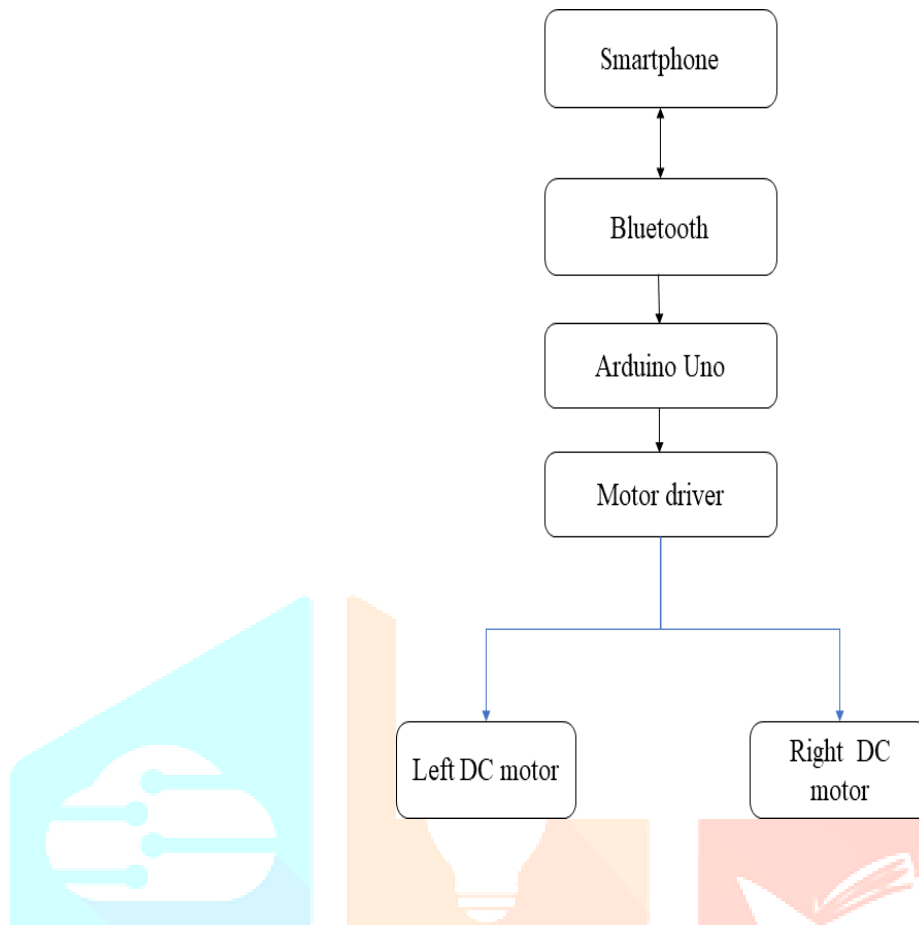 Smartphone
Bluetooth
Arduino Uno
Motor driver
Left DC motor
Right DC
motor